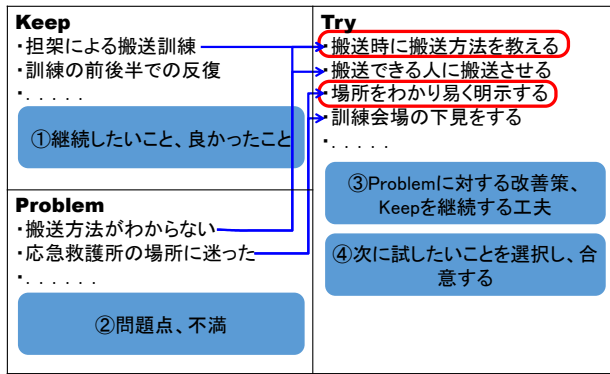 Keep
・担架による搬送訓練
・訓練の前後半での反復
・．．．．．
①継続したいこと、良かったこと
Problem
・搬送方法がわからない
・応急救護所の場所に迷った
・．．．．．．
②問題点、不満
Try
・搬送時に搬送方法を教える
・搬送できる人に搬送させる
・場所をわかり易く明示する
・訓練会場の下見をする
・．．．．．
③Problemに対する改善策、
Keepを継続する工夫
④次に試したいことを選択し、合
意する